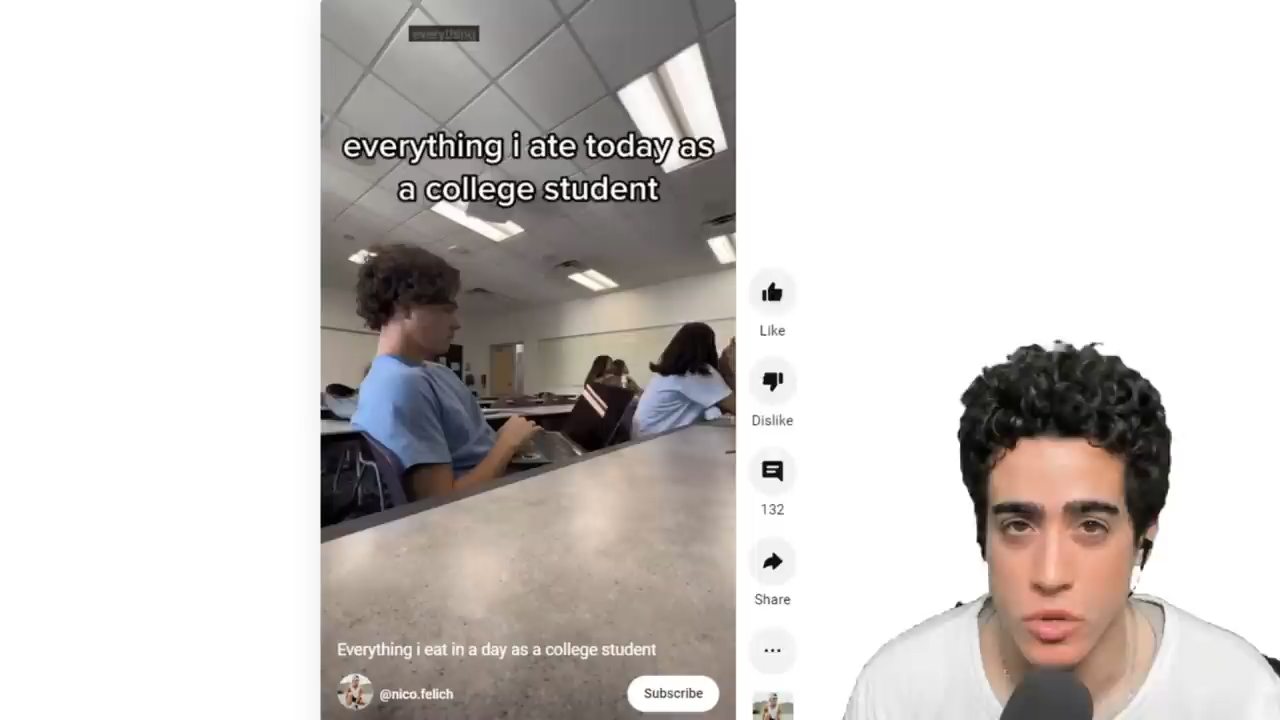 everything
everything i ate today as
a college student
Like
Dislike
132
Share
Everything i eat in a day as a college student
@nico.felich
Subscribe